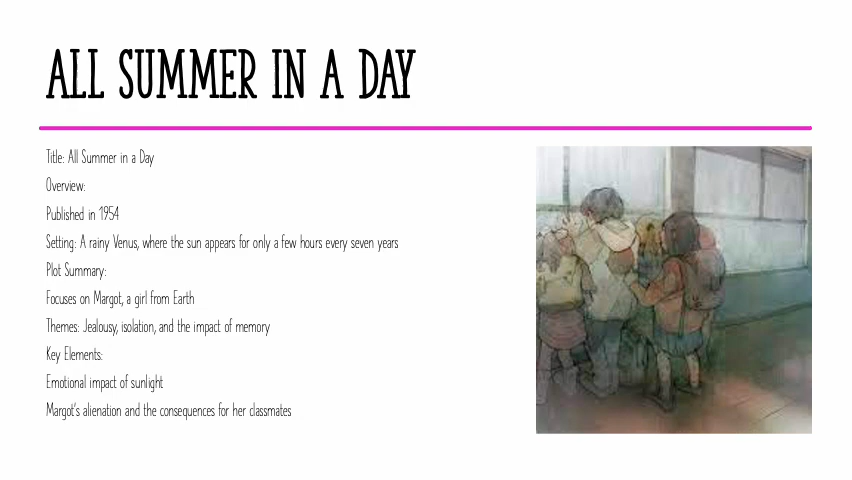 ALL SUMMER IN A DAY
Title: All Summer in a Day
Overview:
Published in 1954
Setting: A rainy Venus, where the sun appears for only a few hours every seven years
Plot Summary:
Focuses on Margot, a girl from Earth
Themes: Jealousy, isolation, and the impact of memory
Key Elements:
Emotional impact of sunlight
Margot's alienation and the consequences for her classmates